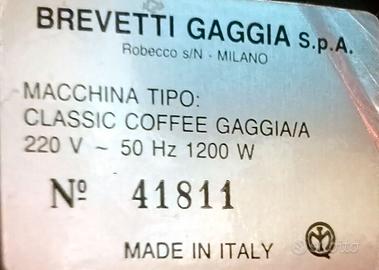 BREVETTI GAGGIA S.p.A.
Robecco s/N - MILANO
MACCHINA TIPO:
CLASSIC COFFEE GAGGIA/A
220 V ~ 50 Hz 1200 W
Nº 41811
MADE IN ITALY